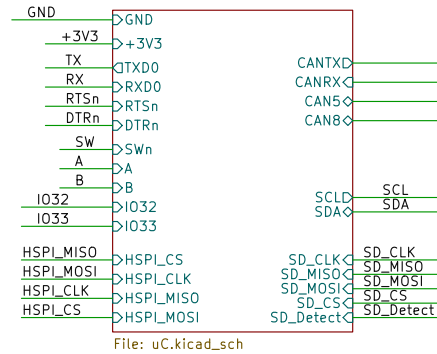 GND GND
+3V3 +3V3
TX TXD0 CANTX
RX RXD0 CANRX
RTSn RTSn CAN5
DTRn DTRn CAN8
SW SWn
A A
B B SCL SCL
IO32 IO32 SDA SDA
IO33 IO33
HSPI_MISO HSPI_CS SD_CLK SD_CLK
HSPI_MOSI HSPI_CLK SD_MISO SD_MISO
SD_MOSI SD_MOSI
HSPI_CLK HSPI_MISO SD_CS SD_CS
HSPI_CS HSPI_MOSI SD_Detect SD_Detect
File: uC.kicad_sch